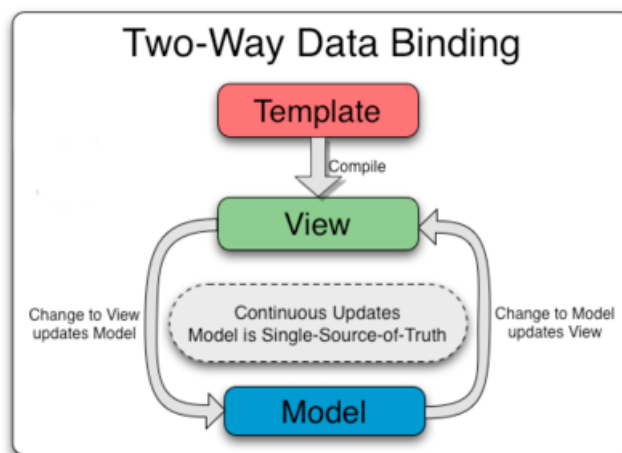 Two-Way Data Binding
Template
Compile
View
Change to View
updates Model
Continuous Updates
Model is Single-Source-of-Truth
Change to Model
updates View
Model